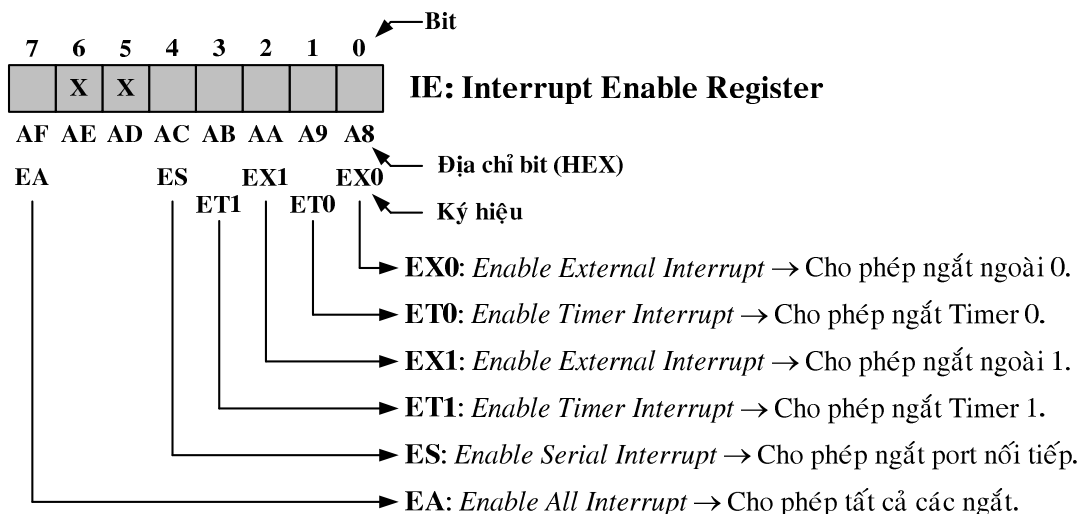 Bit
7 6 5 4 3 2 1 0
X X
IE: Interrupt Enable Register
AF AE AD AC AB AA A9 A8
Địa chỉ bit (HEX)
EA ES EX1 EX0
ET1 ET0
Ký hiệu
EX0: Enable External Interrupt → Cho phép ngắt ngoài 0.
ET0: Enable Timer Interrupt → Cho phép ngắt Timer 0.
EX1: Enable External Interrupt → Cho phép ngắt ngoài 1.
ET1: Enable Timer Interrupt → Cho phép ngắt Timer 1.
ES: Enable Serial Interrupt → Cho phép ngắt port nối tiếp.
EA: Enable All Interrupt → Cho phép tất cả các ngắt.